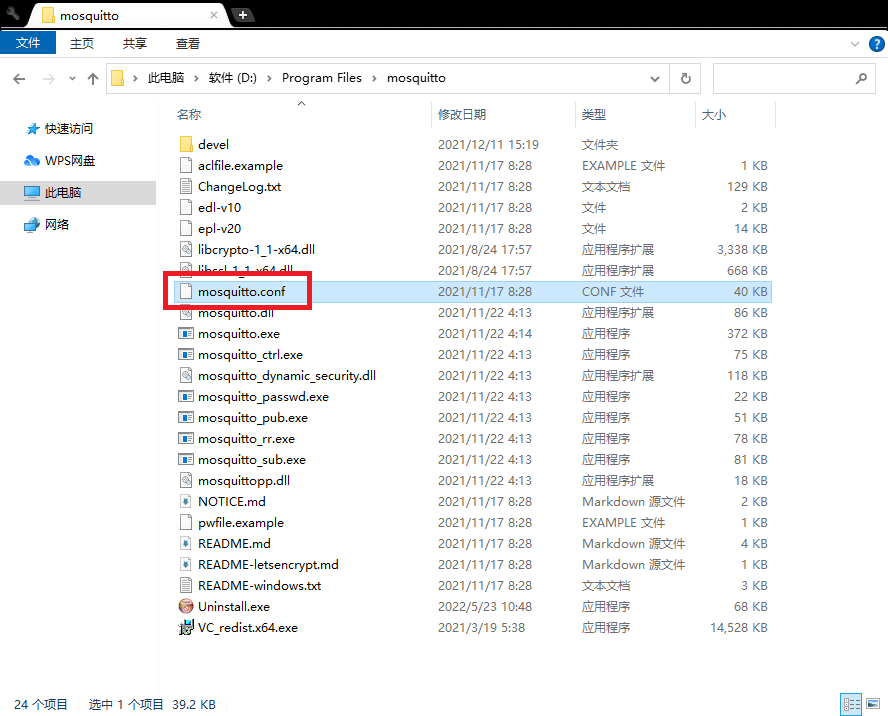 mosquitto
文件 主页 共享 查看
此电脑 软件 (D:) Program Files mosquitto
快速访问
WPS网盘
此电脑
网络
名称 修改日期 类型 大小
devel 2021/12/11 15:19 文件夹
aclfile.example 2021/11/17 8:28 EXAMPLE 文件 1 KB
ChangeLog.txt 2021/11/17 8:28 文本文档 129 KB
edl-v10 2021/11/17 8:28 文件 2 KB
epl-v20 2021/11/17 8:28 文件 14 KB
libcrypto-1_1-x64.dll 2021/8/24 17:57 应用程序扩展 3,338 KB
libssl-1_1-x64.dll 2021/8/24 17:57 应用程序扩展 668 KB
mosquitto.conf 2021/11/17 8:28 CONF 文件 40 KB
mosquitto.dll 2021/11/22 4:13 应用程序扩展 86 KB
mosquitto.exe 2021/11/22 4:14 应用程序 372 KB
mosquitto_ctrl.exe 2021/11/22 4:13 应用程序 75 KB
mosquitto_dynamic_security.dll 2021/11/22 4:13 应用程序扩展 118 KB
mosquitto_passwd.exe 2021/11/22 4:13 应用程序 22 KB
mosquitto_pub.exe 2021/11/22 4:13 应用程序 51 KB
mosquitto_rr.exe 2021/11/22 4:13 应用程序 78 KB
mosquitto_sub.exe 2021/11/22 4:13 应用程序 81 KB
mosquittopp.dll 2021/11/22 4:13 应用程序扩展 18 KB
NOTICE.md 2021/11/17 8:28 Markdown 源文件 2 KB
pwfile.example 2021/11/17 8:28 EXAMPLE 文件 1 KB
README.md 2021/11/17 8:28 Markdown 源文件 4 KB
README-letsencrypt.md 2021/11/17 8:28 Markdown 源文件 1 KB
README-windows.txt 2021/11/17 8:28 文本文档 3 KB
Uninstall.exe 2022/5/23 10:48 应用程序 68 KB
VC_redist.x64.exe 2021/3/19 5:38 应用程序 14,528 KB
24 个项目 选中 1 个项目 39.2 KB